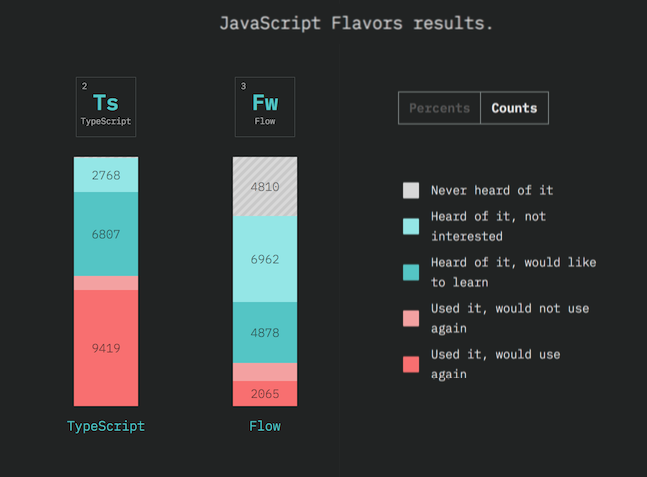 JavaScript Flavors results.
2
Ts
TypeScript
3
Fw
Flow
Percents
Counts
2768
6807
9419
TypeScript
4810
6962
4878
2065
Flow
Never heard of it
Heard of it, not
interested
Heard of it, would like
to learn
Used it, would not use
again
Used it, would use
again